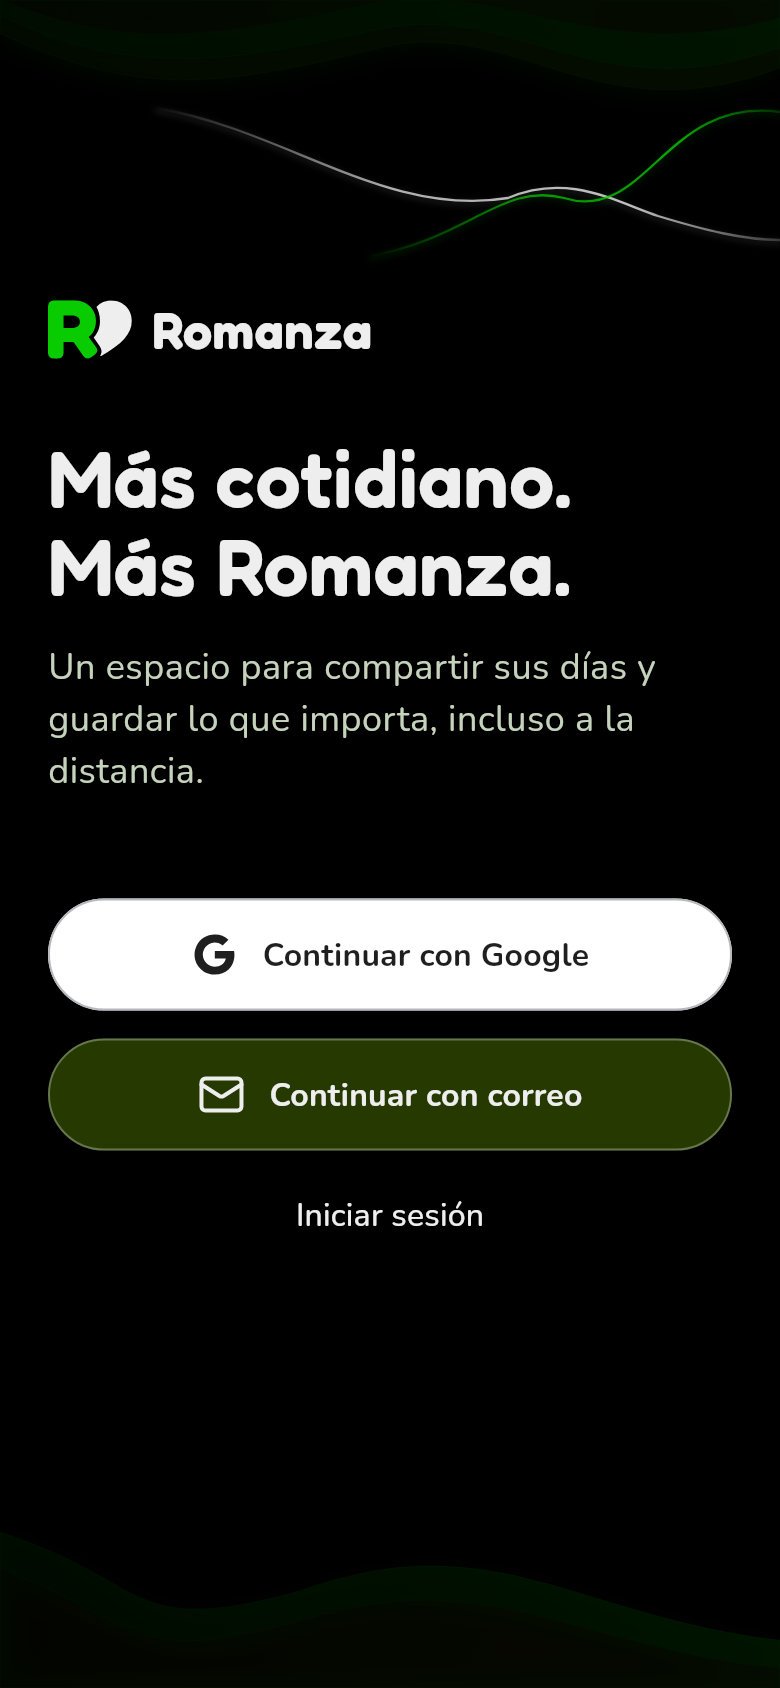 Romanza
Más cotidiano.
Más Romanza.
Un espacio para compartir sus días y
guardar lo que importa, incluso a la
distancia.
Continuar con Google
Continuar con correo
Iniciar sesión